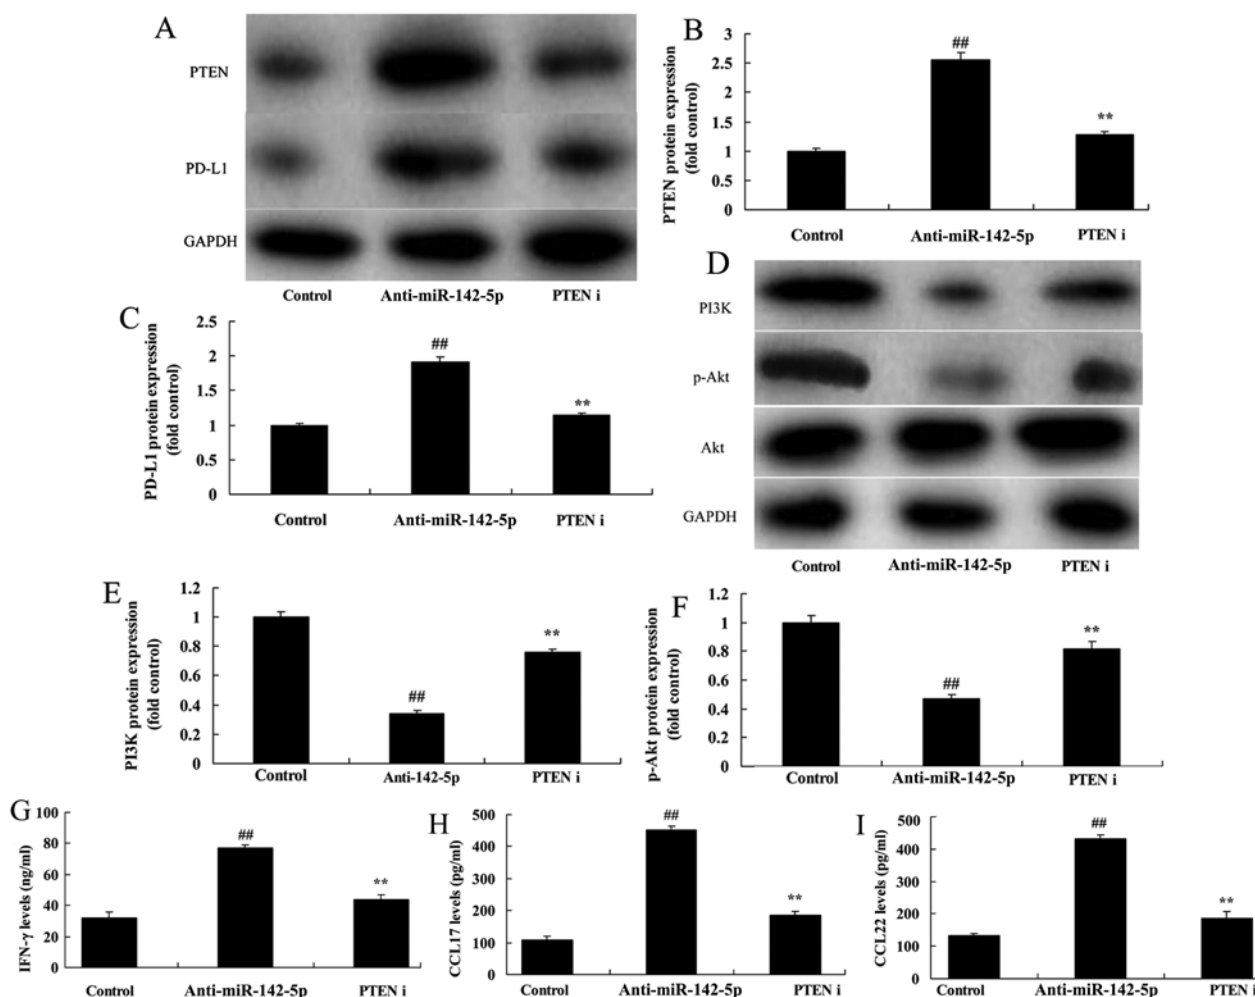 A
PTEN
PD-L1
GAPDH
Control Anti-miR-142-5p PTEN i
B
PTEN protein expression
(fold control)
3
2.5
2
1.5
1
0.5
0
##
**
Control Anti-miR-142-5p PTEN i
C
PD-L1 protein expression
(fold control)
2.5
2
1.5
1
0.5
0
##
**
Control Anti-miR-142-5p PTEN i
D
PI3K
p-Akt
Akt
GAPDH
Control Anti-miR-142-5p PTEN i
E
PI3K protein expression
(fold control)
1.2
1
0.8
0.6
0.4
0.2
0
##
**
Control Anti-142-5p PTEN i
F
p-Akt protein expression
(fold control)
1.2
1
0.8
0.6
0.4
0.2
0
##
**
Control Anti-miR-142-5p PTEN i
G
IFN-γ levels (ng/ml)
100
80
60
40
20
0
##
**
Control Anti-miR-142-5p PTEN i
H
CCL17 levels (pg/ml)
500
400
300
200
100
0
##
**
Control Anti-miR-142-5p PTEN i
I
CCL22 levels (pg/ml)
500
400
300
200
100
0
##
**
Control Anti-miR-142-5p PTEN i